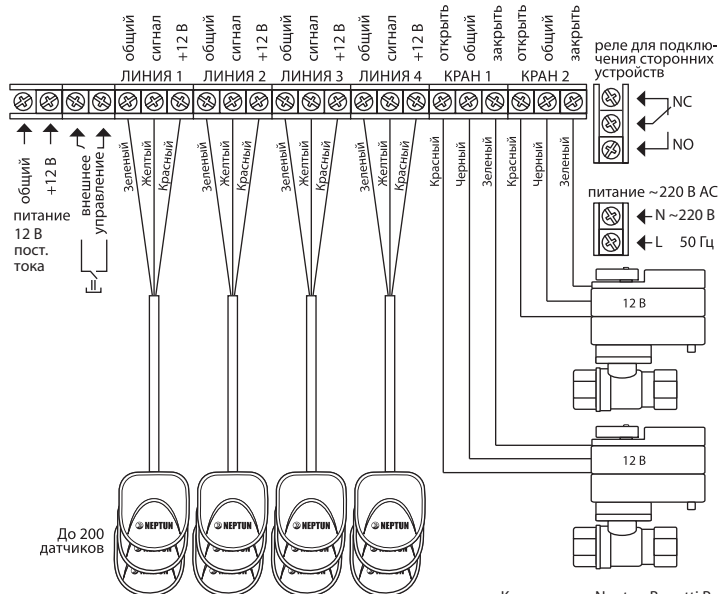 общий
сигнал
+12 В
общий
сигнал
+12 В
общий
сигнал
+12 В
общий
сигнал
+12 В
открыть
общий
закрыть
открыть
общий
закрыть
ЛИНИЯ 1
ЛИНИЯ 2
ЛИНИЯ 3
ЛИНИЯ 4
КРАН 1
КРАН 2
реле для подклю-
чения сторонних
устройств
NC
NO
общий
+12 В
внешнее
управление
питание
12 В
пост.
тока
Зеленый
Желтый
Красный
Зеленый
Желтый
Красный
Зеленый
Желтый
Красный
Зеленый
Желтый
Красный
Красный
Черный
Зеленый
Красный
Черный
Зеленый
питание ~220 В AC
N ~220 В
L 50 Гц
12 В
12 В
До 200
датчиков
NEPTUN
NEPTUN
NEPTUN
NEPTUN